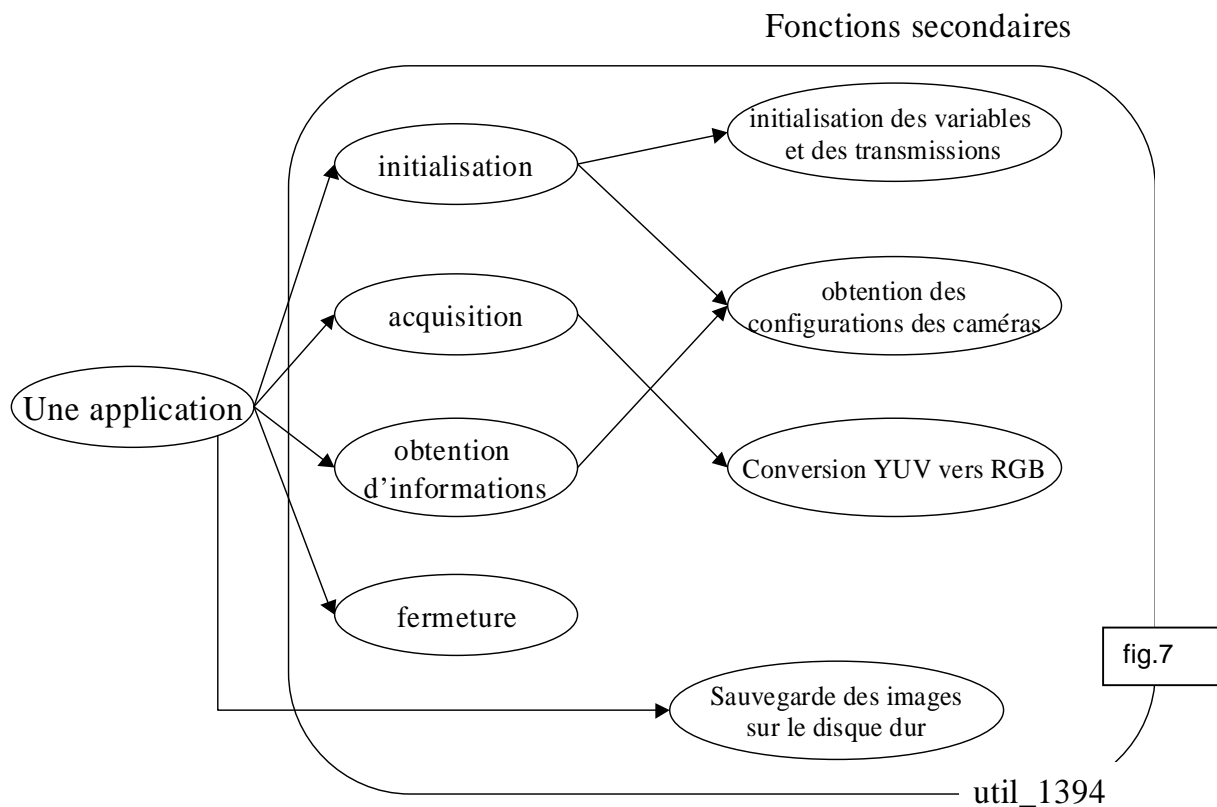 Fonctions secondaires
initialisation des variables
et des transmissions
initialisation
obtention des
configurations des caméras
acquisition
Une application
obtention
d’informations
Conversion YUV vers RGB
fermeture
fig.7
Sauvegarde des images
sur le disque dur
util_1394